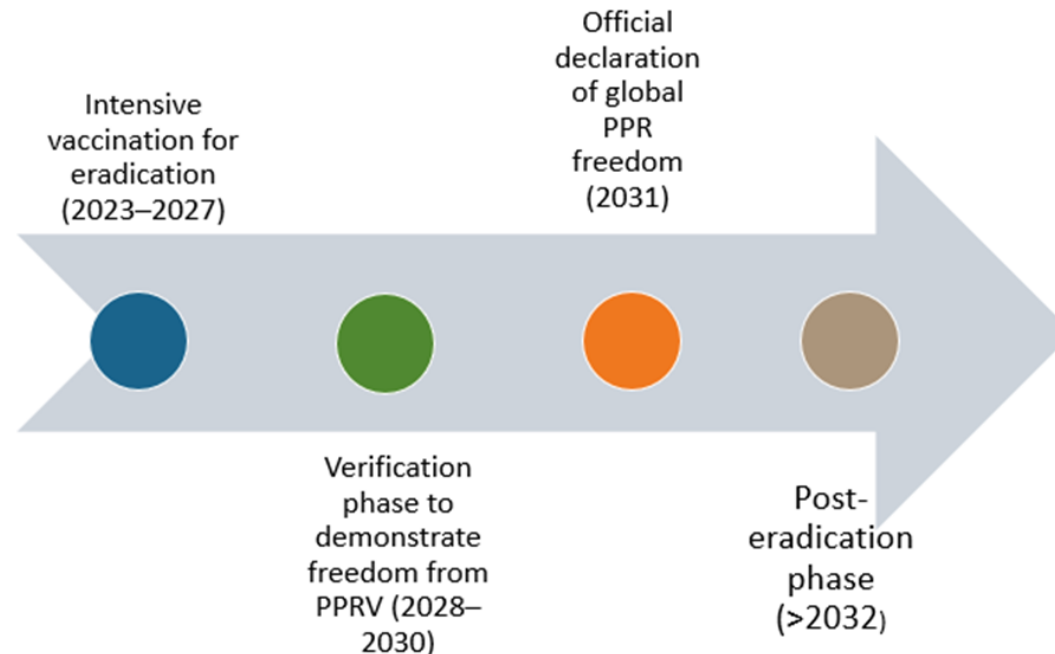 Intensive
vaccination for
eradication
(2023–2027)
Verification
phase to
demonstrate
freedom from
PPRV (2028–
2030)
Official
declaration
of global
PPR
freedom
(2031)
Post-
eradication
phase
(>2032)